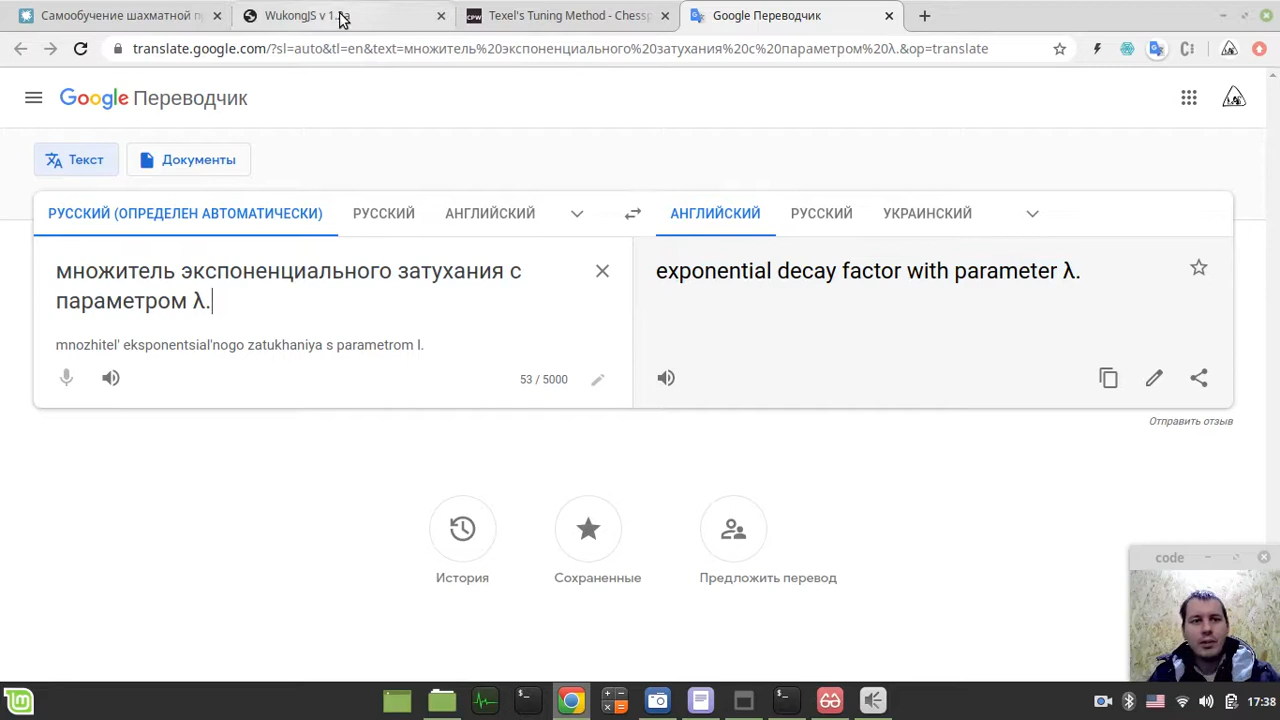 Самообучение шахматной п
WukongJS v 1.
Texel's Tuning Method - Chessp
Google Переводчик
translate.google.com/?sl=auto&tl=en&text=множитель%20экспоненциального%20затухания%20с%20параметром%20λ.&op=translate
Google Переводчик
Текст
Документы
РУССКИЙ (ОПРЕДЕЛЕН АВТОМАТИЧЕСКИ)
РУССКИЙ
АНГЛИЙСКИЙ
АНГЛИЙСКИЙ
РУССКИЙ
УКРАИНСКИЙ
множитель экспоненциального затухания с
параметром λ.
exponential decay factor with parameter λ.
mnozhitel' eksponentsial'nogo zatukhaniya s parametrom l.
53 / 5000
Отправить отзыв
История
Сохраненные
Предложить перевод
code
17:38